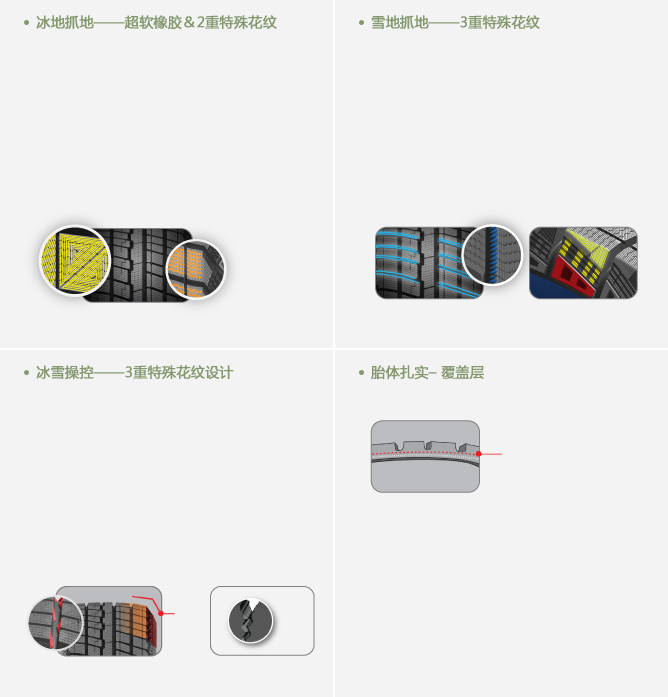 • 冰地抓地——超软橡胶＆2重特殊花纹
• 雪地抓地——3重特殊花纹
• 冰雪操控——3重特殊花纹设计
• 胎体扎实– 覆盖层